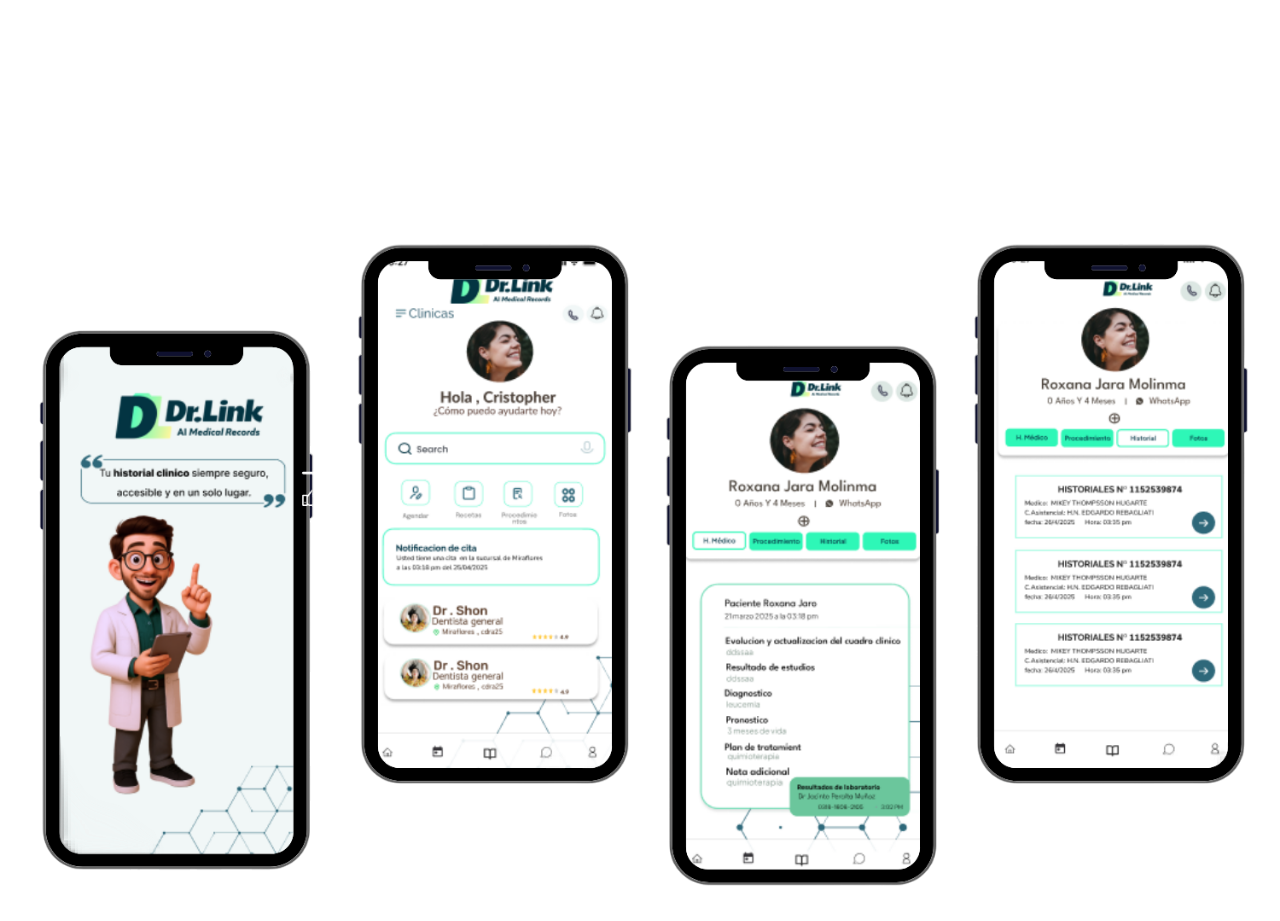 Dr.Link
AI Medical Records
Tu historial clinico siempre seguro,
accesible y en un solo lugar.
Dr.Link
AI Medical Records
Clinicas
Hola , Cristopher
¿Cómo puedo ayudarte hoy?
Search
Agendar
Recetas
Procedimie
ntos
Fotos
Notificacion de cita
Usted tiene una cita en la sucursal de Miraflores
a las 03:18 pm del 25/04/2025
Dr . Shon
Dentista general
Miraflores , cdra25
4.9
Dr . Shon
Dentista general
Miraflores , cdra25
4.9
Dr.Link
AI Medical Records
Roxana Jara Molinma
0 Años Y 4 Meses | WhatsApp
H. Médico
Procedimiento
Historial
Fotos
Paciente Roxana Jaro
21marzo 2025 a la 03:18 pm
Evolucion y actualizacion del cuadro clinico
ddssaa
Resultado de estudios
ddssaa
Diagnostico
leucemia
Pronostico
3 meses de vida
Plan de tratamient
quimioterapia
Nota adicional
quimioterapia
Resultados de laboratorio
Dr Jacinto Peralta Muñoz
Dr.Link
AI Medical Records
Roxana Jara Molinma
0 Años Y 4 Meses | WhatsApp
H. Médico
Procedimiento
Historial
Fotos
HISTORIALES N° 1152539874
Medico: MIKEY THOMPSSON HUGARTE
C.Asistencial: H.N. EDGARDO REBAGLIATI
fecha: 26/4/2025 Hora: 03:35 pm
HISTORIALES N° 1152539874
Medico: MIKEY THOMPSSON HUGARTE
C.Asistencial: H.N. EDGARDO REBAGLIATI
fecha: 26/4/2025 Hora: 03:35 pm
HISTORIALES N° 1152539874
Medico: MIKEY THOMPSSON HUGARTE
C.Asistencial: H.N. EDGARDO REBAGLIATI
fecha: 26/4/2025 Hora: 03:35 pm